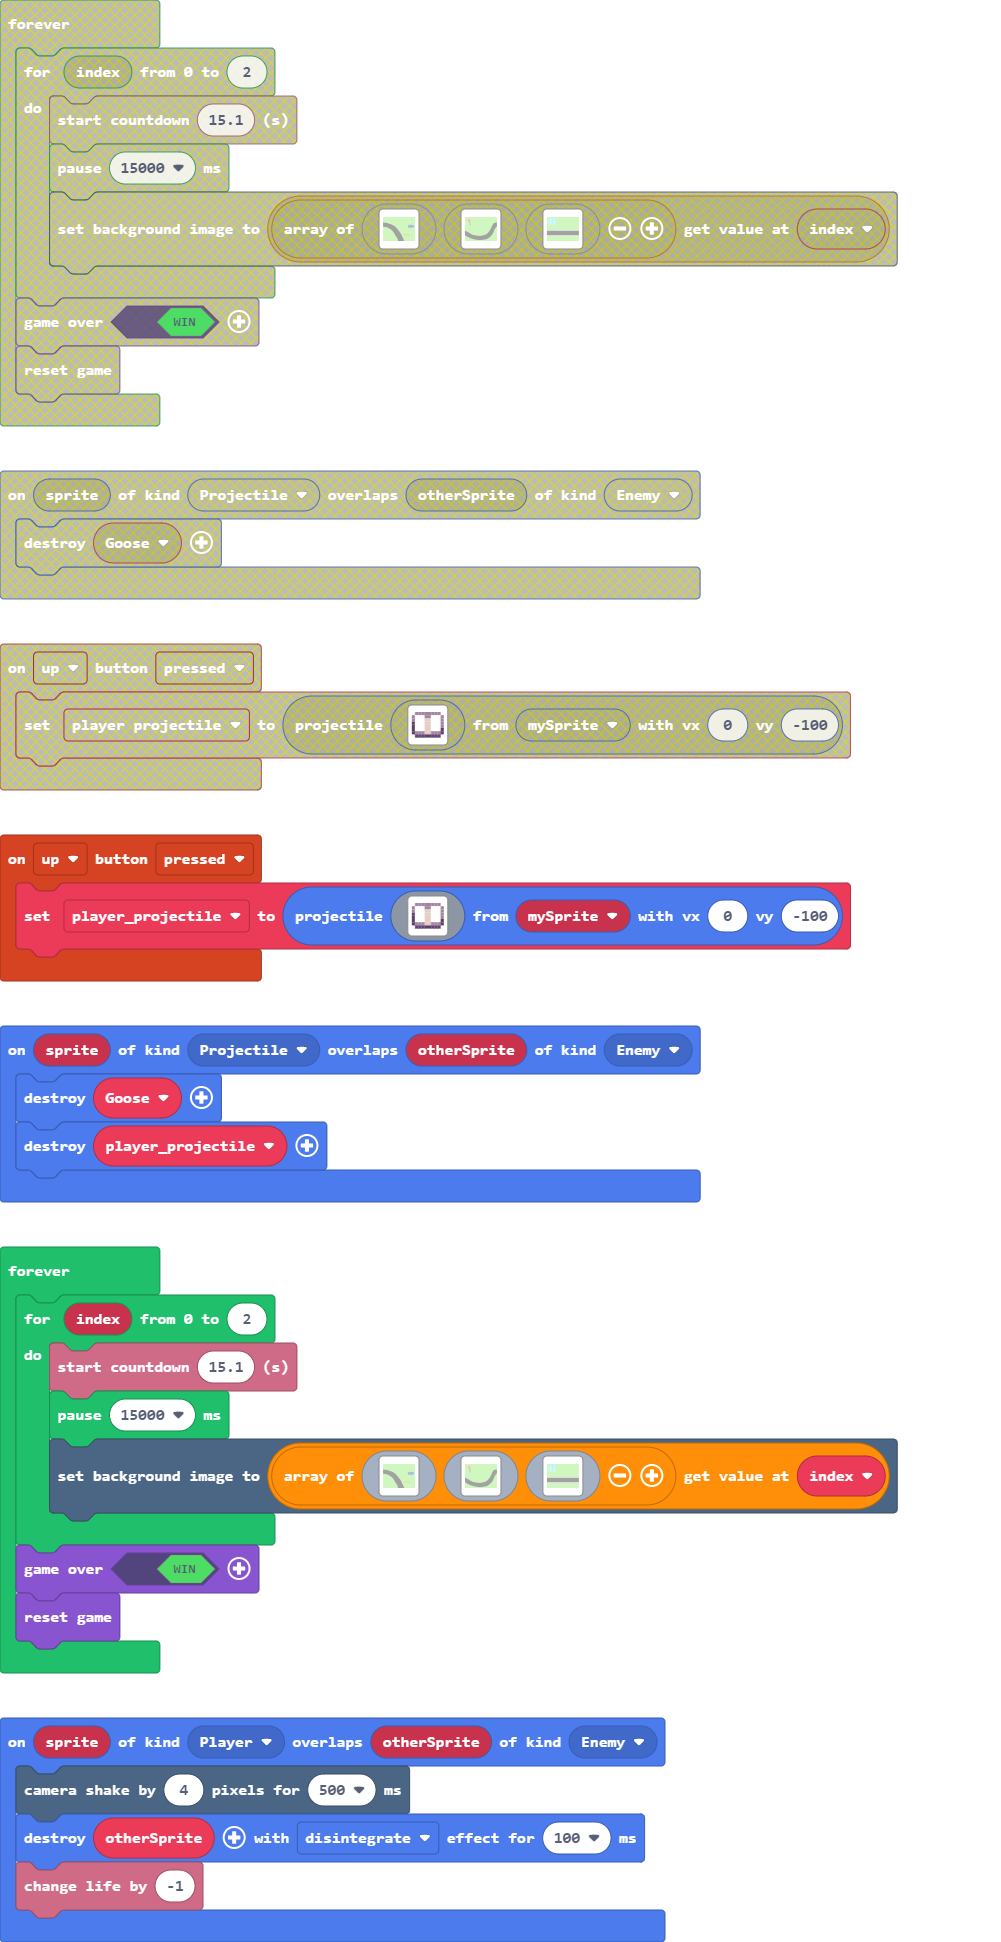 forever
for index from 0 to 2
do
start countdown 15.1 (s)
pause 15000 ms
set background image to array of get value at index
game over WIN
reset game
on sprite of kind Projectile overlaps otherSprite of kind Enemy
destroy Goose
on up button pressed
set player projectile to projectile from mySprite with vx 0 vy -100
on up button pressed
set player_projectile to projectile from mySprite with vx 0 vy -100
on sprite of kind Projectile overlaps otherSprite of kind Enemy
destroy Goose
destroy player_projectile
forever
for index from 0 to 2
do
start countdown 15.1 (s)
pause 15000 ms
set background image to array of get value at index
game over WIN
reset game
on sprite of kind Player overlaps otherSprite of kind Enemy
camera shake by 4 pixels for 500 ms
destroy otherSprite with disintegrate effect for 100 ms
change life by -1